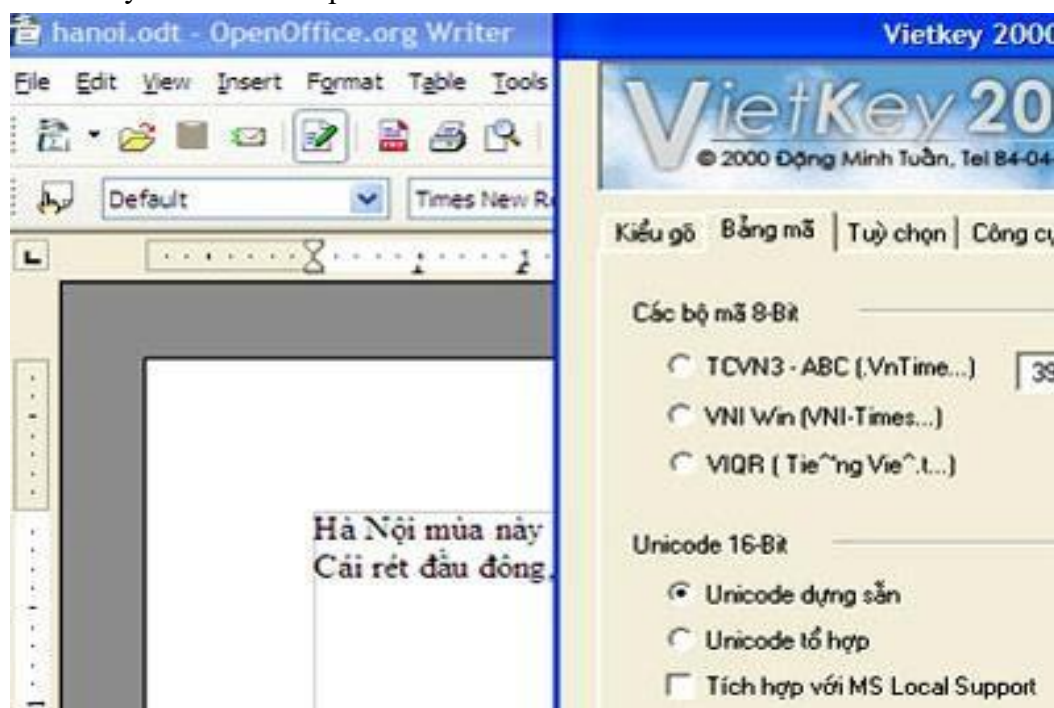 hanoi.odt - OpenOffice.org Writer
File Edit View Insert Format Table Tools
Default
Times New
Hà Nội mùa này
Cái rét đầu đông,
Vietkey 2000
VietKey 20
© 2000 Đặng Minh Tuấn, Tel 84-04-
Kiểu gõ Bảng mã Tuỳ chọn Công cụ
Các bộ mã 8-Bit
TCVN3 - ABC (.VnTime...) 39
VNI Win (VNI-Times...)
VIQR ( Tie^'ng Vie^.t...)
Unicode 16-Bit
Unicode dựng sẵn
Unicode tổ hợp
Tích hợp với MS Local Support